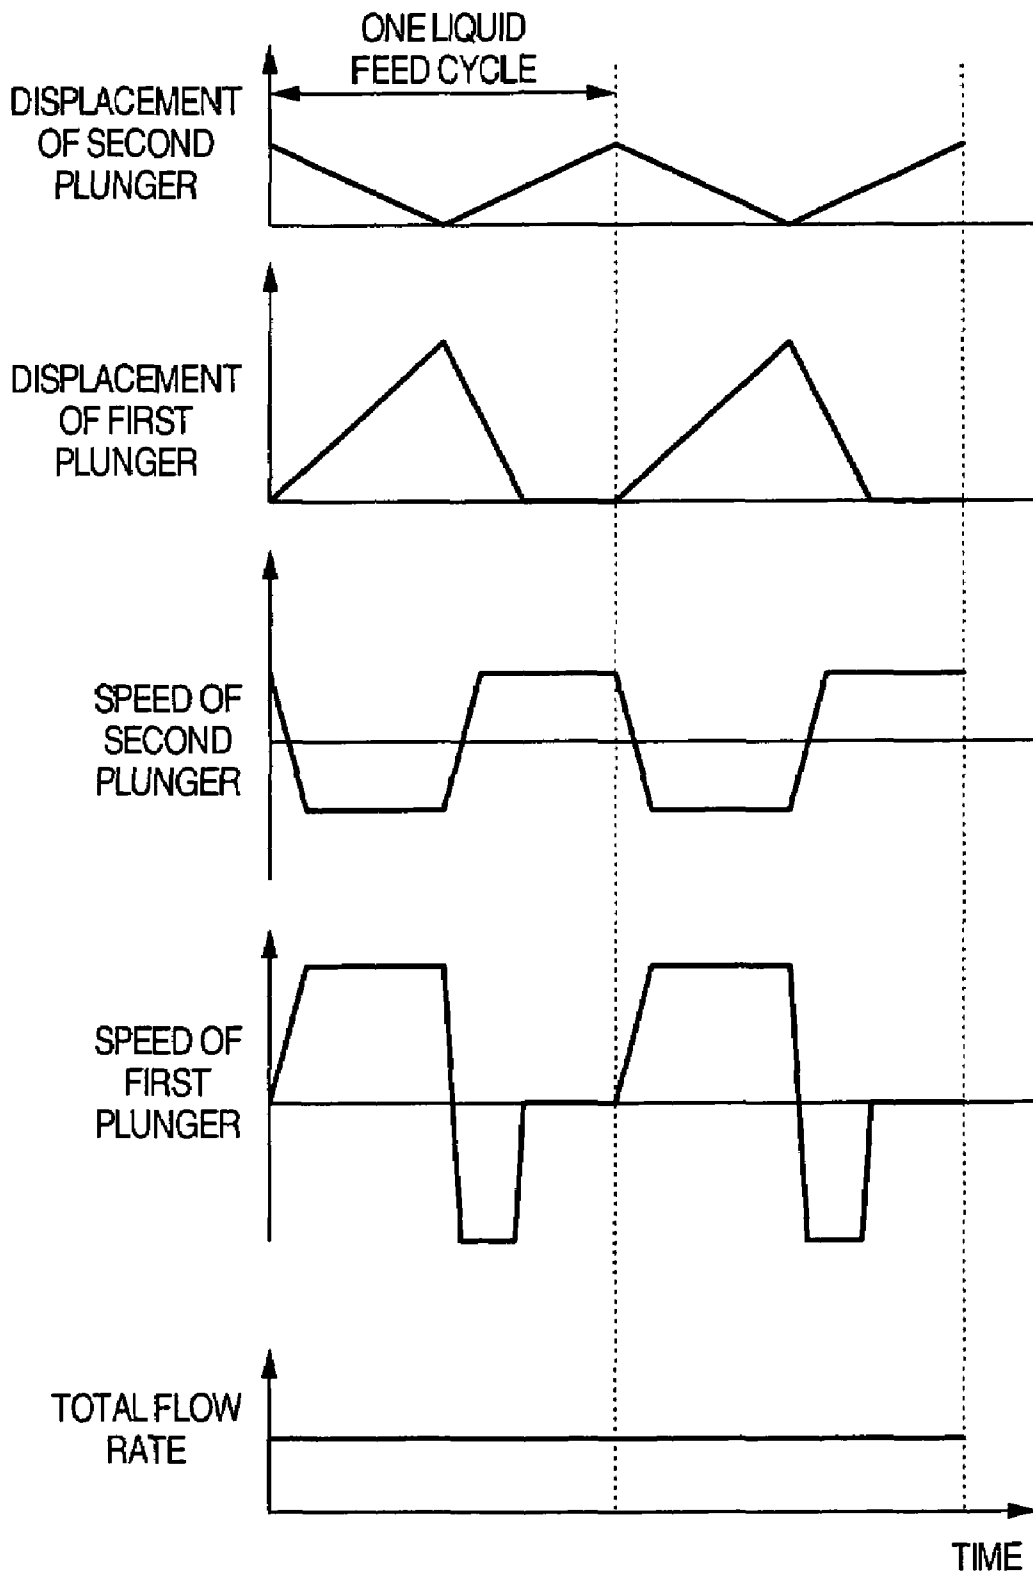 ONE LIQUID
FEED CYCLE
DISPLACEMENT
OF SECOND
PLUNGER
DISPLACEMENT
OF FIRST
PLUNGER
SPEED OF
SECOND
PLUNGER
SPEED OF
FIRST
PLUNGER
TOTAL FLOW
RATE
TIME